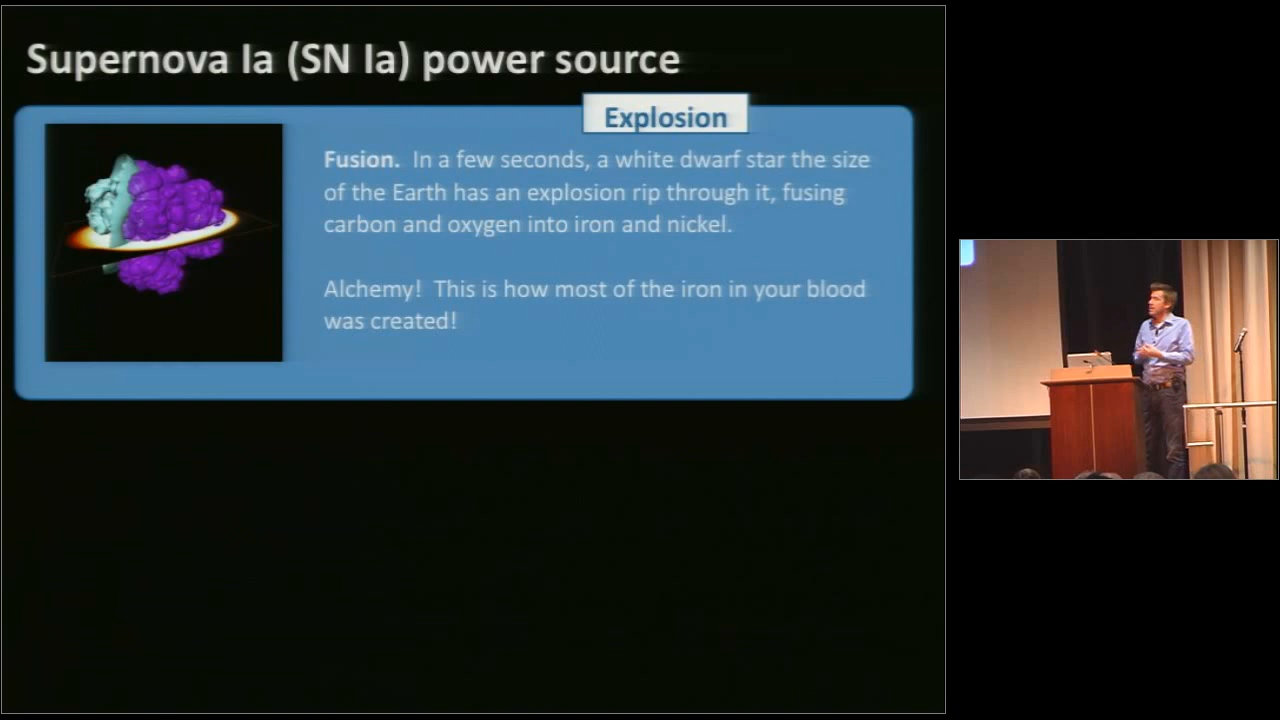 Supernova Ia (SN Ia) power source
Explosion
Fusion. In a few seconds, a white dwarf star the size
of the Earth has an explosion rip through it, fusing
carbon and oxygen into iron and nickel.
Alchemy! This is how most of the iron in your blood
was created!